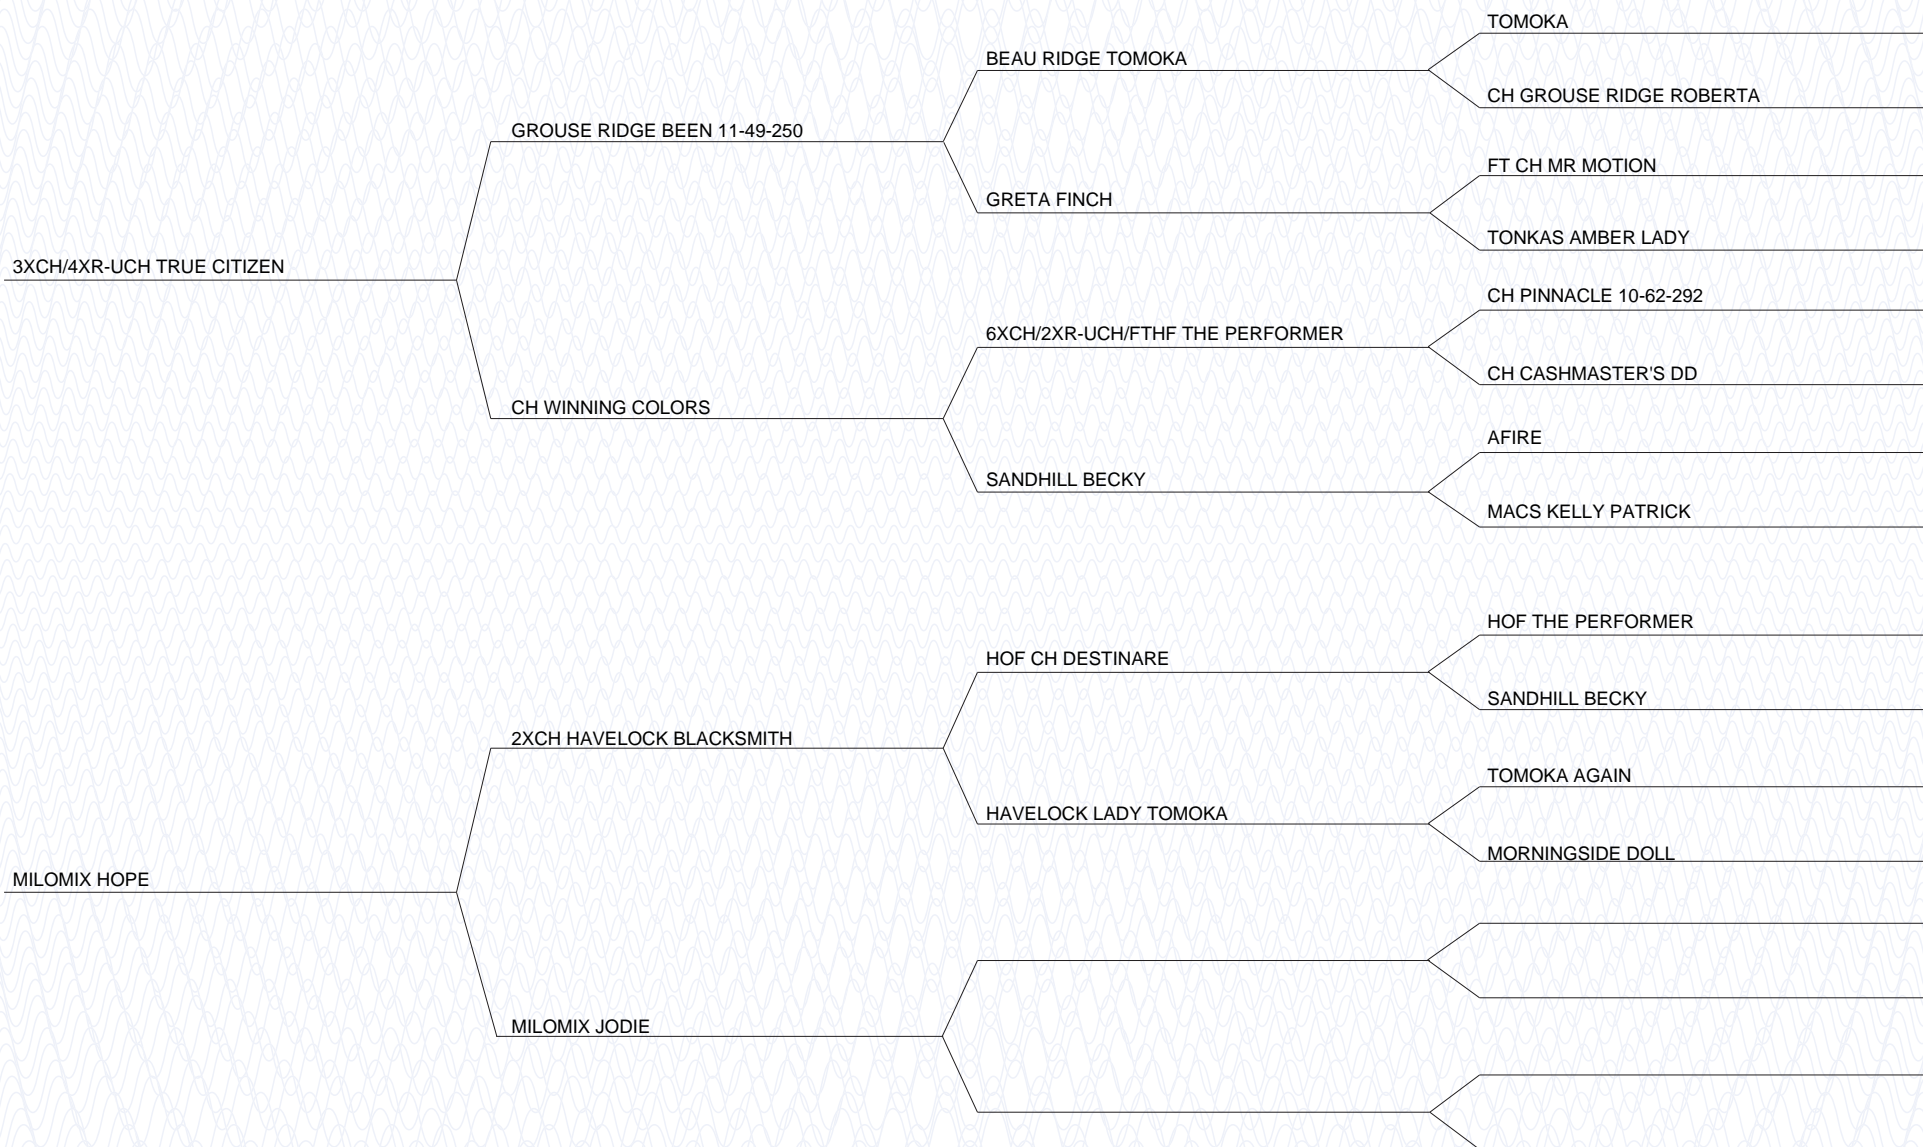 TOMOKA
BEAU RIDGE TOMOKA
CH GROUSE RIDGE ROBERTA
GROUSE RIDGE BEEN 11-49-250
FT CH MR MOTION
GRETA FINCH
TONKAS AMBER LADY
3XCH/4XR-UCH TRUE CITIZEN
CH PINNACLE 10-62-292
6XCH/2XR-UCH/FTHF THE PERFORMER
CH CASHMASTER'S DD
CH WINNING COLORS
AFIRE
SANDHILL BECKY
MACS KELLY PATRICK
HOF THE PERFORMER
HOF CH DESTINARE
SANDHILL BECKY
2XCH HAVELOCK BLACKSMITH
TOMOKA AGAIN
HAVELOCK LADY TOMOKA
MORNINGSIDE DOLL
MILOMIX HOPE
MILOMIX JODIE